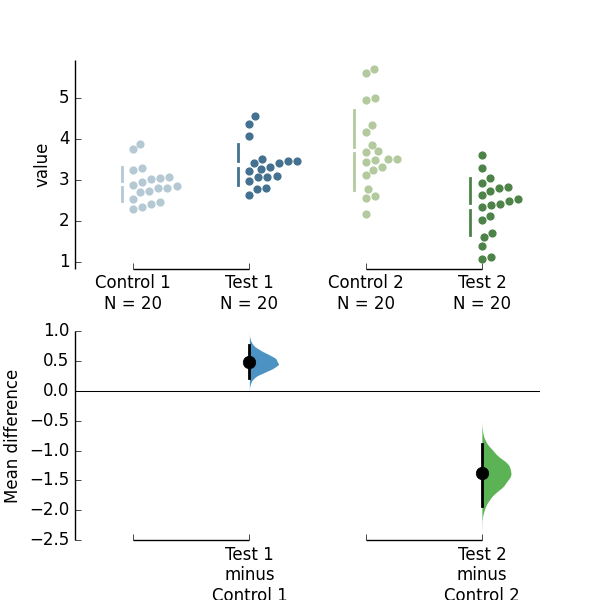 value
5
4
3
2
1
Control 1 Test 1 Control 2 Test 2
N = 20 N = 20 N = 20 N = 20
Mean difference
1.0
0.5
0.0
−0.5
−1.0
−1.5
−2.0
−2.5
Test 1 Test 2
minus minus
Control 1 Control 2